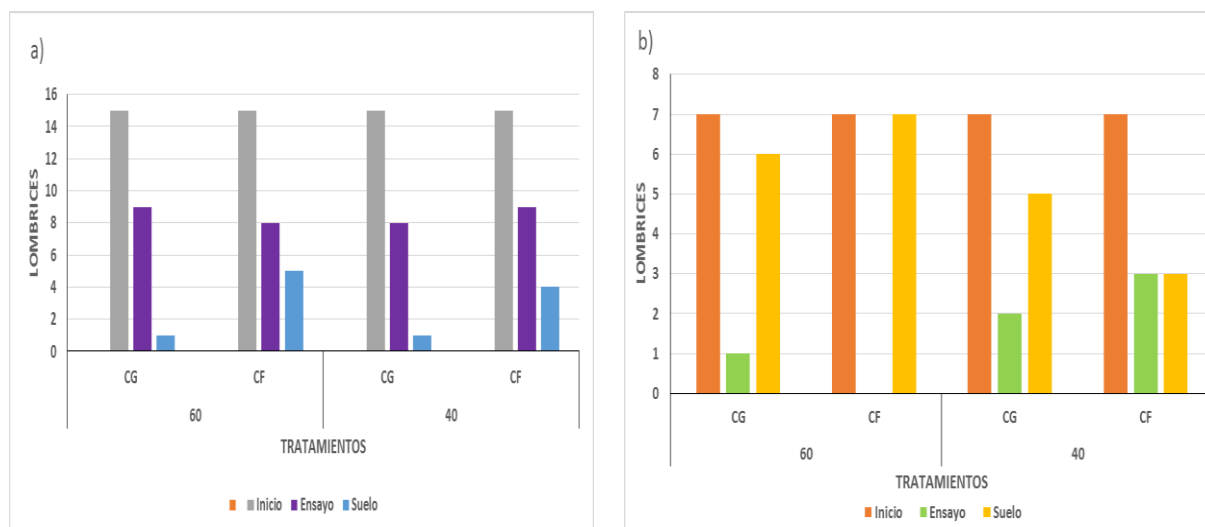 a)
LOMBRICES
16
14
12
10
8
6
4
2
0
CG CF CG CF
60 40
TRATAMIENTOS
Inicio Ensayo Suelo
b)
LOMBRICES
8
7
6
5
4
3
2
1
0
CG CF CG CF
60 40
TRATAMIENTOS
Inicio Ensayo Suelo